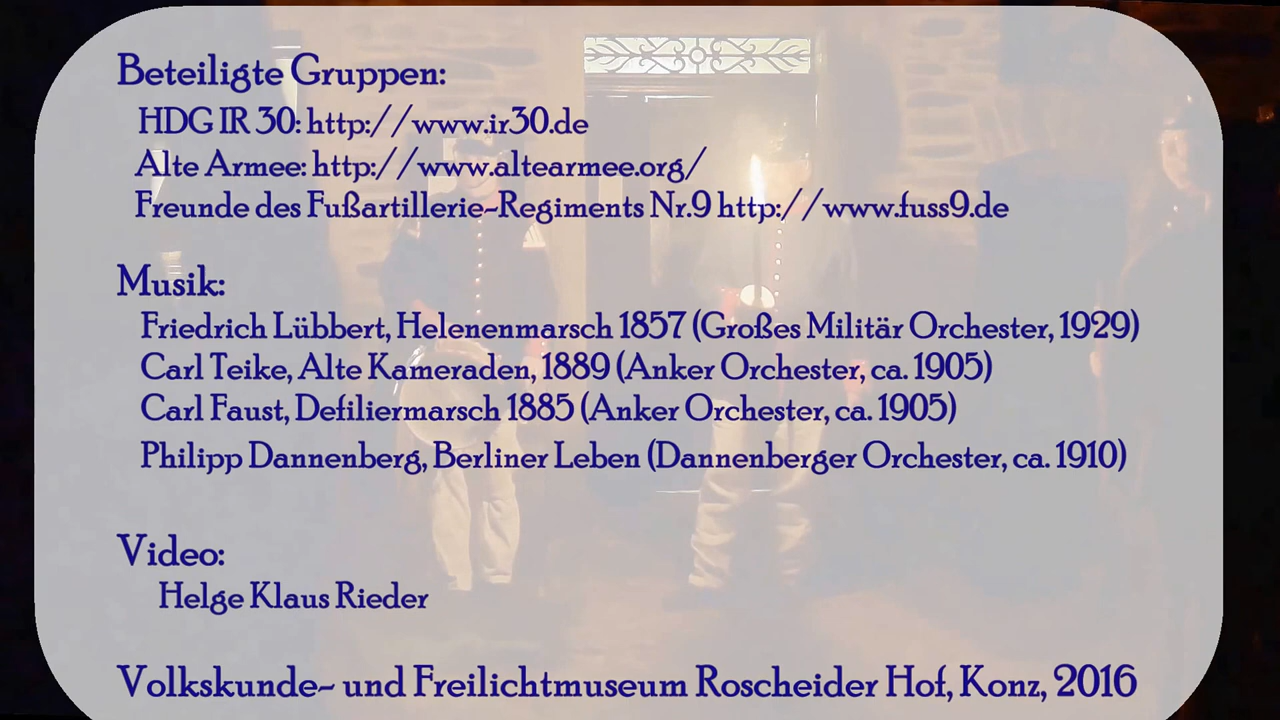 Beteiligte Gruppen:
HDG IR 30: http://www.ir30.de
Alte Armee: http://www.altearmee.org/
Freunde des Fußartillerie-Regiments Nr.9 http://www.fuss9.de
Musik:
Friedrich Lübbert, Helenenmarsch 1857 (Großes Militär Orchester, 1929)
Carl Teike, Alte Kameraden, 1889 (Anker Orchester, ca. 1905)
Carl Faust, Defiliermarsch 1885 (Anker Orchester, ca. 1905)
Philipp Dannenberg, Berliner Leben (Dannenberger Orchester, ca. 1910)
Video:
Helge Klaus Rieder
Volkskunde- und Freilichtmuseum Roscheider Hof, Konz, 2016